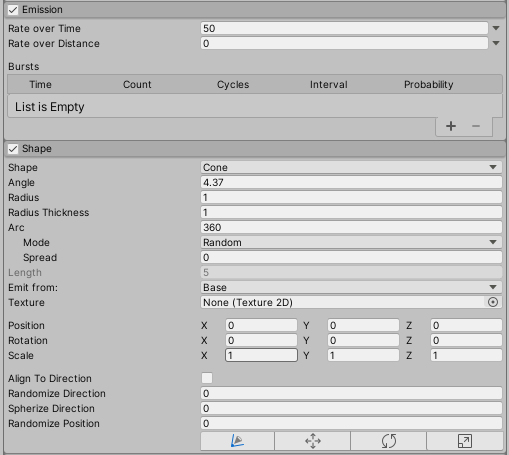 Emission
Rate over Time 50
Rate over Distance 0
Bursts
Time Count Cycles Interval Probability
List is Empty
+ −
Shape
Shape Cone
Angle 4.37
Radius 1
Radius Thickness 1
Arc 360
Mode Random
Spread 0
Length 5
Emit from: Base
Texture None (Texture 2D)
Position X 0 Y 0 Z 0
Rotation X 0 Y 0 Z 0
Scale X 1 Y 1 Z 1
Align To Direction
Randomize Direction 0
Spherize Direction 0
Randomize Position 0